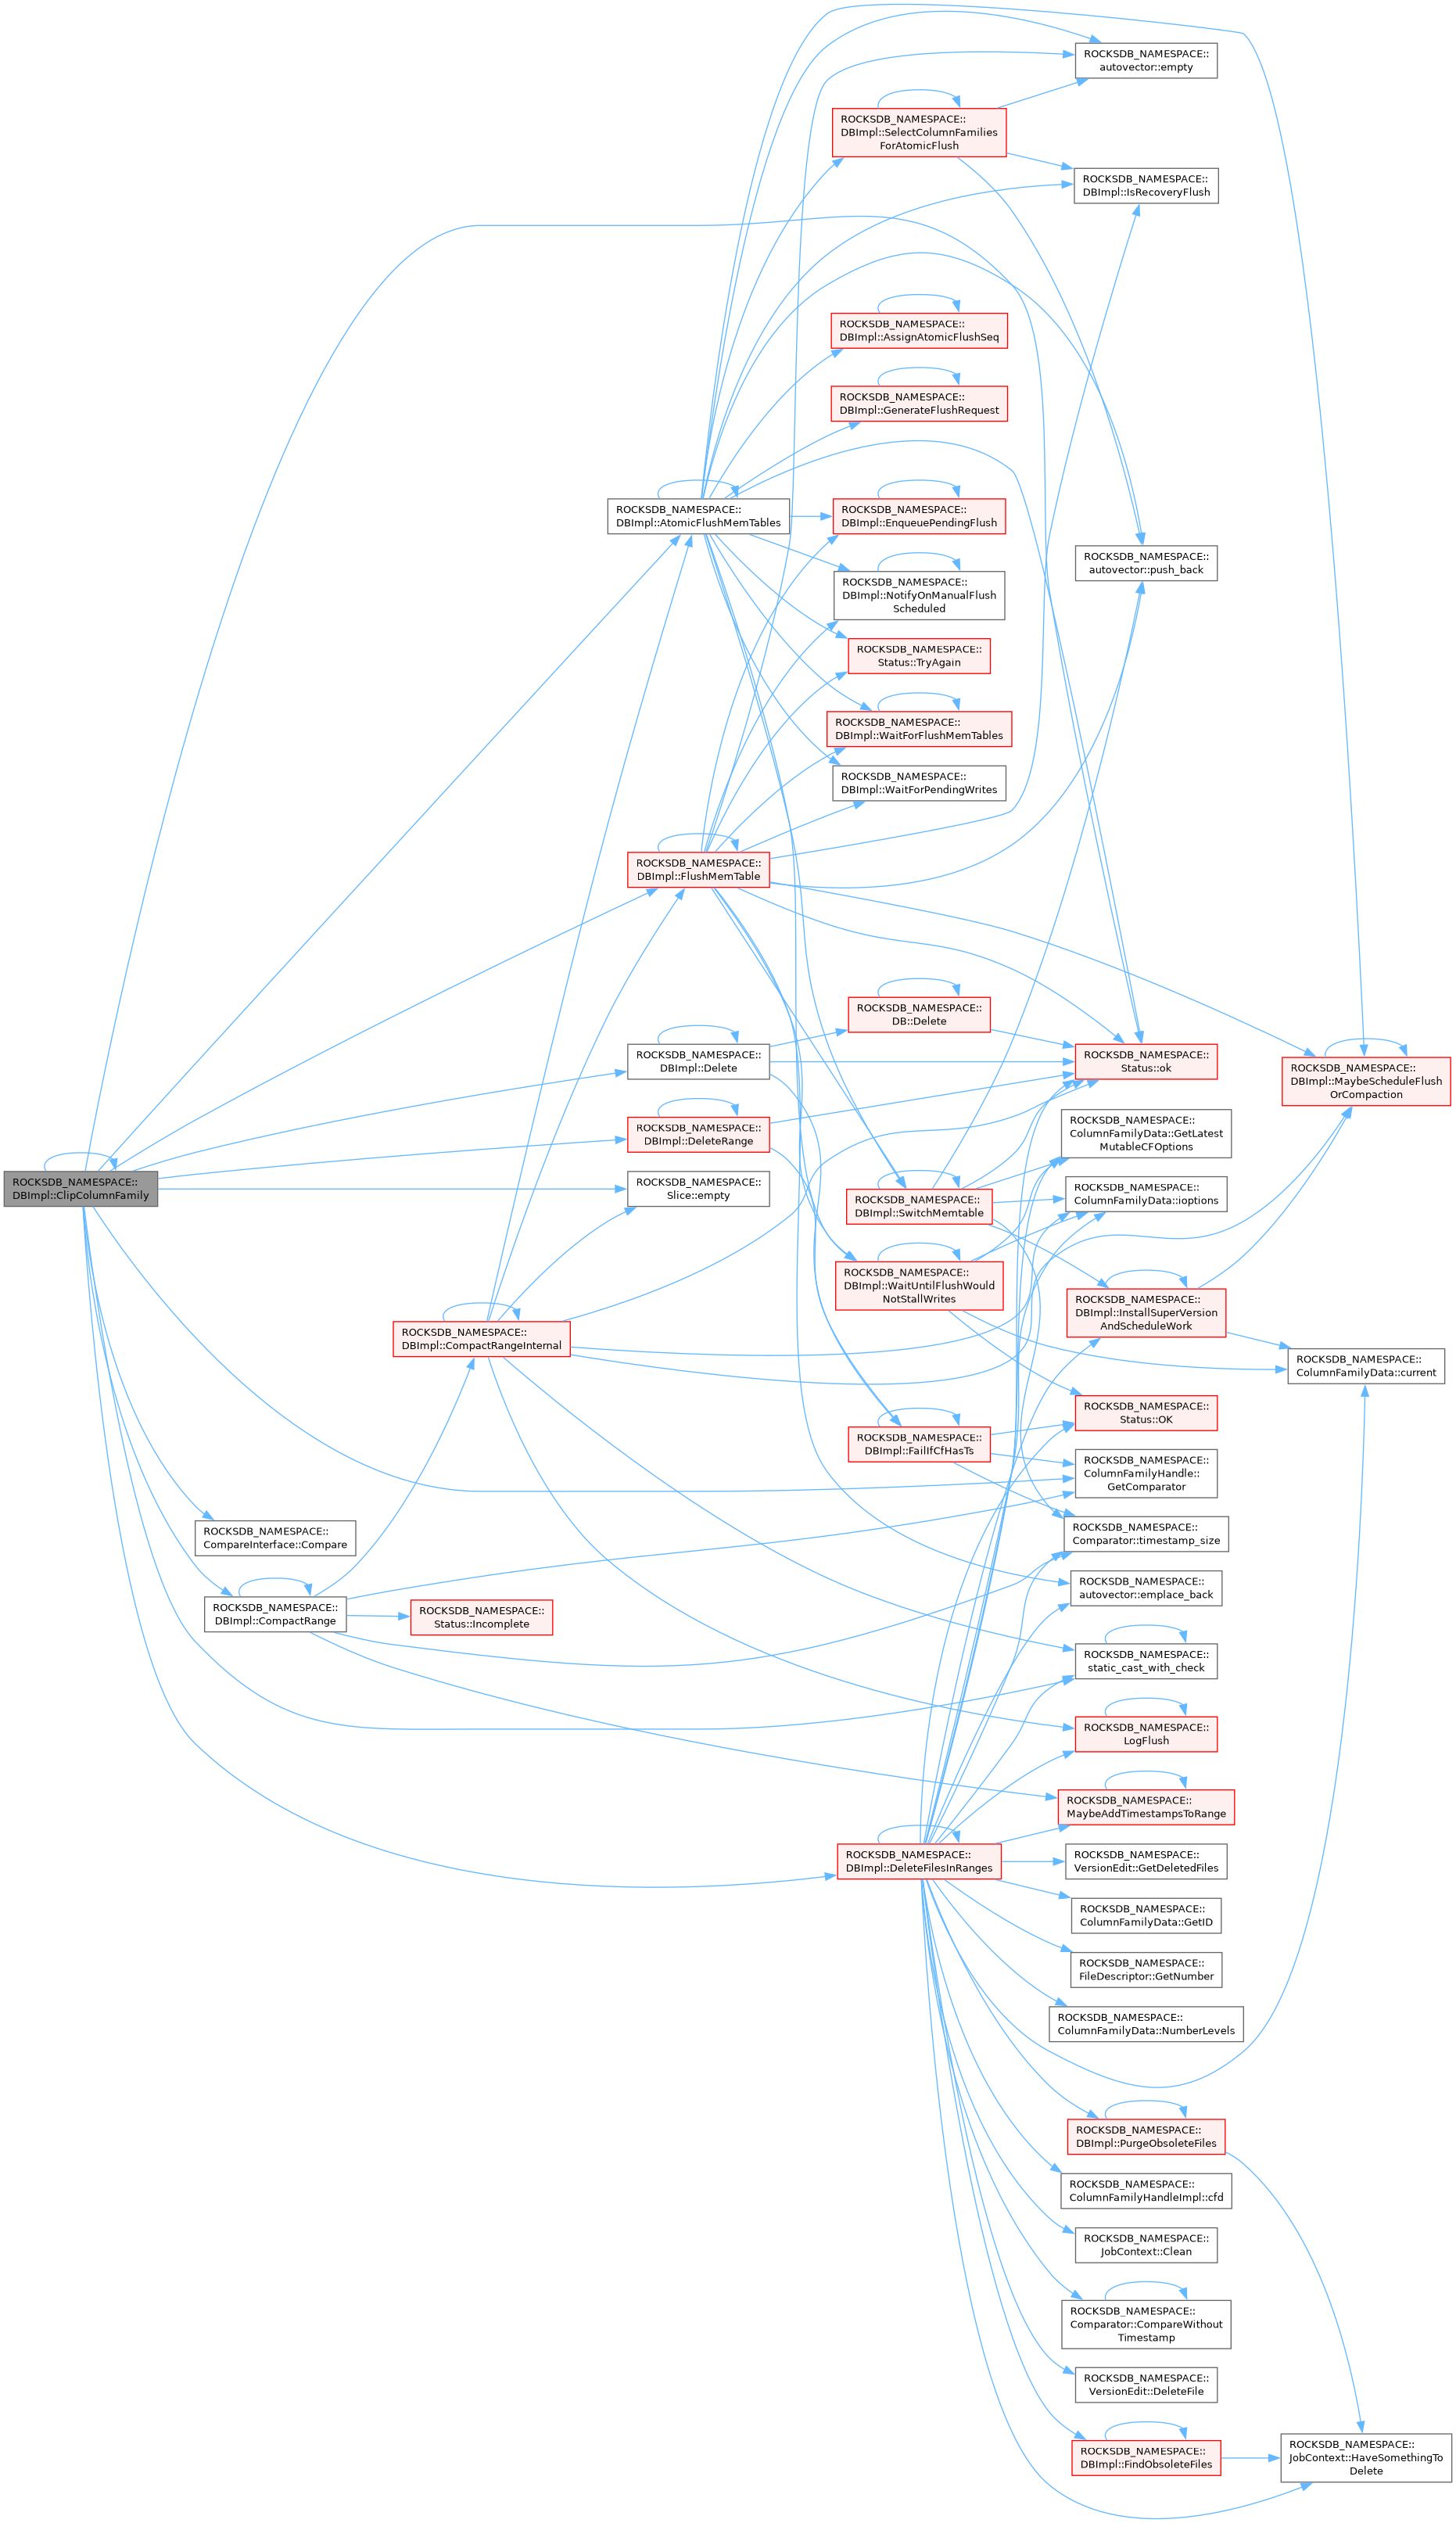 ROCKSDB_NAMESPACE::
autovector::empty
ROCKSDB_NAMESPACE::
DBImpl::SelectColumnFamilies
ForAtomicFlush
ROCKSDB_NAMESPACE::
DBImpl::IsRecoveryFlush
ROCKSDB_NAMESPACE::
DBImpl::AssignAtomicFlushSeq
ROCKSDB_NAMESPACE::
DBImpl::GenerateFlushRequest
ROCKSDB_NAMESPACE::
DBImpl::AtomicFlushMemTables
ROCKSDB_NAMESPACE::
DBImpl::EnqueuePendingFlush
ROCKSDB_NAMESPACE::
autovector::push_back
ROCKSDB_NAMESPACE::
DBImpl::NotifyOnManualFlush
Scheduled
ROCKSDB_NAMESPACE::
Status::TryAgain
ROCKSDB_NAMESPACE::
DBImpl::WaitForFlushMemTables
ROCKSDB_NAMESPACE::
DBImpl::WaitForPendingWrites
ROCKSDB_NAMESPACE::
DBImpl::FlushMemTable
ROCKSDB_NAMESPACE::
DB::Delete
ROCKSDB_NAMESPACE::
DBImpl::Delete
ROCKSDB_NAMESPACE::
Status::ok
ROCKSDB_NAMESPACE::
DBImpl::MaybeScheduleFlush
OrCompaction
ROCKSDB_NAMESPACE::
DBImpl::DeleteRange
ROCKSDB_NAMESPACE::
ColumnFamilyData::GetLatest
MutableCFOptions
ROCKSDB_NAMESPACE::
DBImpl::ClipColumnFamily
ROCKSDB_NAMESPACE::
Slice::empty
ROCKSDB_NAMESPACE::
DBImpl::SwitchMemtable
ROCKSDB_NAMESPACE::
ColumnFamilyData::ioptions
ROCKSDB_NAMESPACE::
DBImpl::WaitUntilFlushWould
NotStallWrites
ROCKSDB_NAMESPACE::
DBImpl::InstallSuperVersion
AndScheduleWork
ROCKSDB_NAMESPACE::
DBImpl::CompactRangeInternal
ROCKSDB_NAMESPACE::
ColumnFamilyData::current
ROCKSDB_NAMESPACE::
Status::OK
ROCKSDB_NAMESPACE::
DBImpl::FailIfCfHasTs
ROCKSDB_NAMESPACE::
ColumnFamilyHandle::
GetComparator
ROCKSDB_NAMESPACE::
CompareInterface::Compare
ROCKSDB_NAMESPACE::
Comparator::timestamp_size
ROCKSDB_NAMESPACE::
DBImpl::CompactRange
ROCKSDB_NAMESPACE::
Status::Incomplete
ROCKSDB_NAMESPACE::
autovector::emplace_back
ROCKSDB_NAMESPACE::
static_cast_with_check
ROCKSDB_NAMESPACE::
LogFlush
ROCKSDB_NAMESPACE::
MaybeAddTimestampsToRange
ROCKSDB_NAMESPACE::
DBImpl::DeleteFilesInRanges
ROCKSDB_NAMESPACE::
VersionEdit::GetDeletedFiles
ROCKSDB_NAMESPACE::
ColumnFamilyData::GetID
ROCKSDB_NAMESPACE::
FileDescriptor::GetNumber
ROCKSDB_NAMESPACE::
ColumnFamilyData::NumberLevels
ROCKSDB_NAMESPACE::
DBImpl::PurgeObsoleteFiles
ROCKSDB_NAMESPACE::
ColumnFamilyHandleImpl::cfd
ROCKSDB_NAMESPACE::
JobContext::Clean
ROCKSDB_NAMESPACE::
Comparator::CompareWithout
Timestamp
ROCKSDB_NAMESPACE::
VersionEdit::DeleteFile
ROCKSDB_NAMESPACE::
DBImpl::FindObsoleteFiles
ROCKSDB_NAMESPACE::
JobContext::HaveSomethingTo
Delete